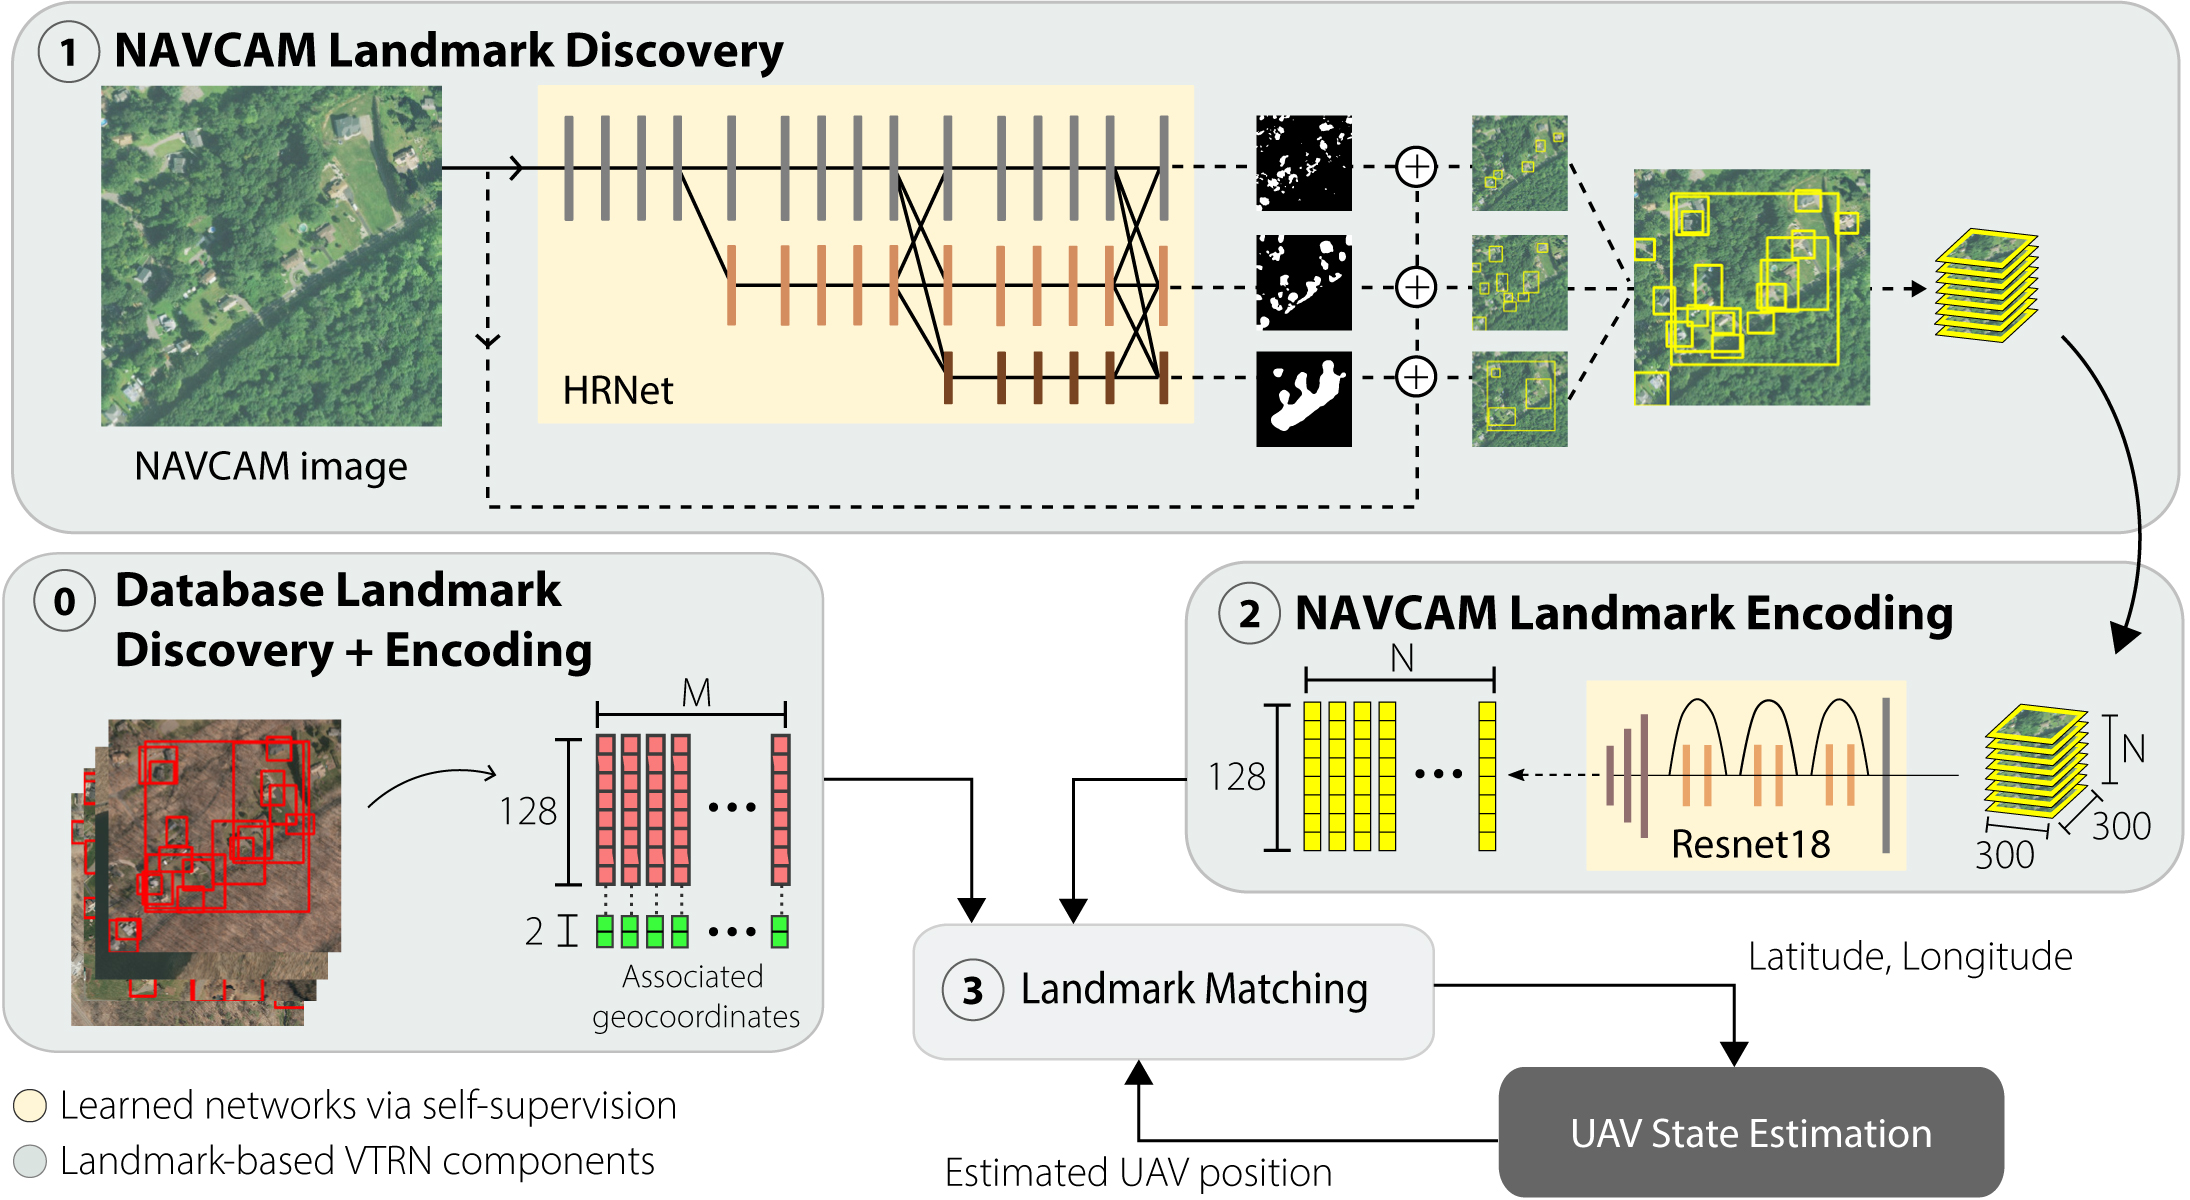 1 NAVCAM Landmark Discovery
NAVCAM image
HRNet
0 Database Landmark
Discovery + Encoding
M
128
2
Associated
geocoordinates
2 NAVCAM Landmark Encoding
N
128
Resnet18
N
300
300
3 Landmark Matching
Latitude, Longitude
UAV State Estimation
Estimated UAV position
Learned networks via self-supervision
Landmark-based VTRN components